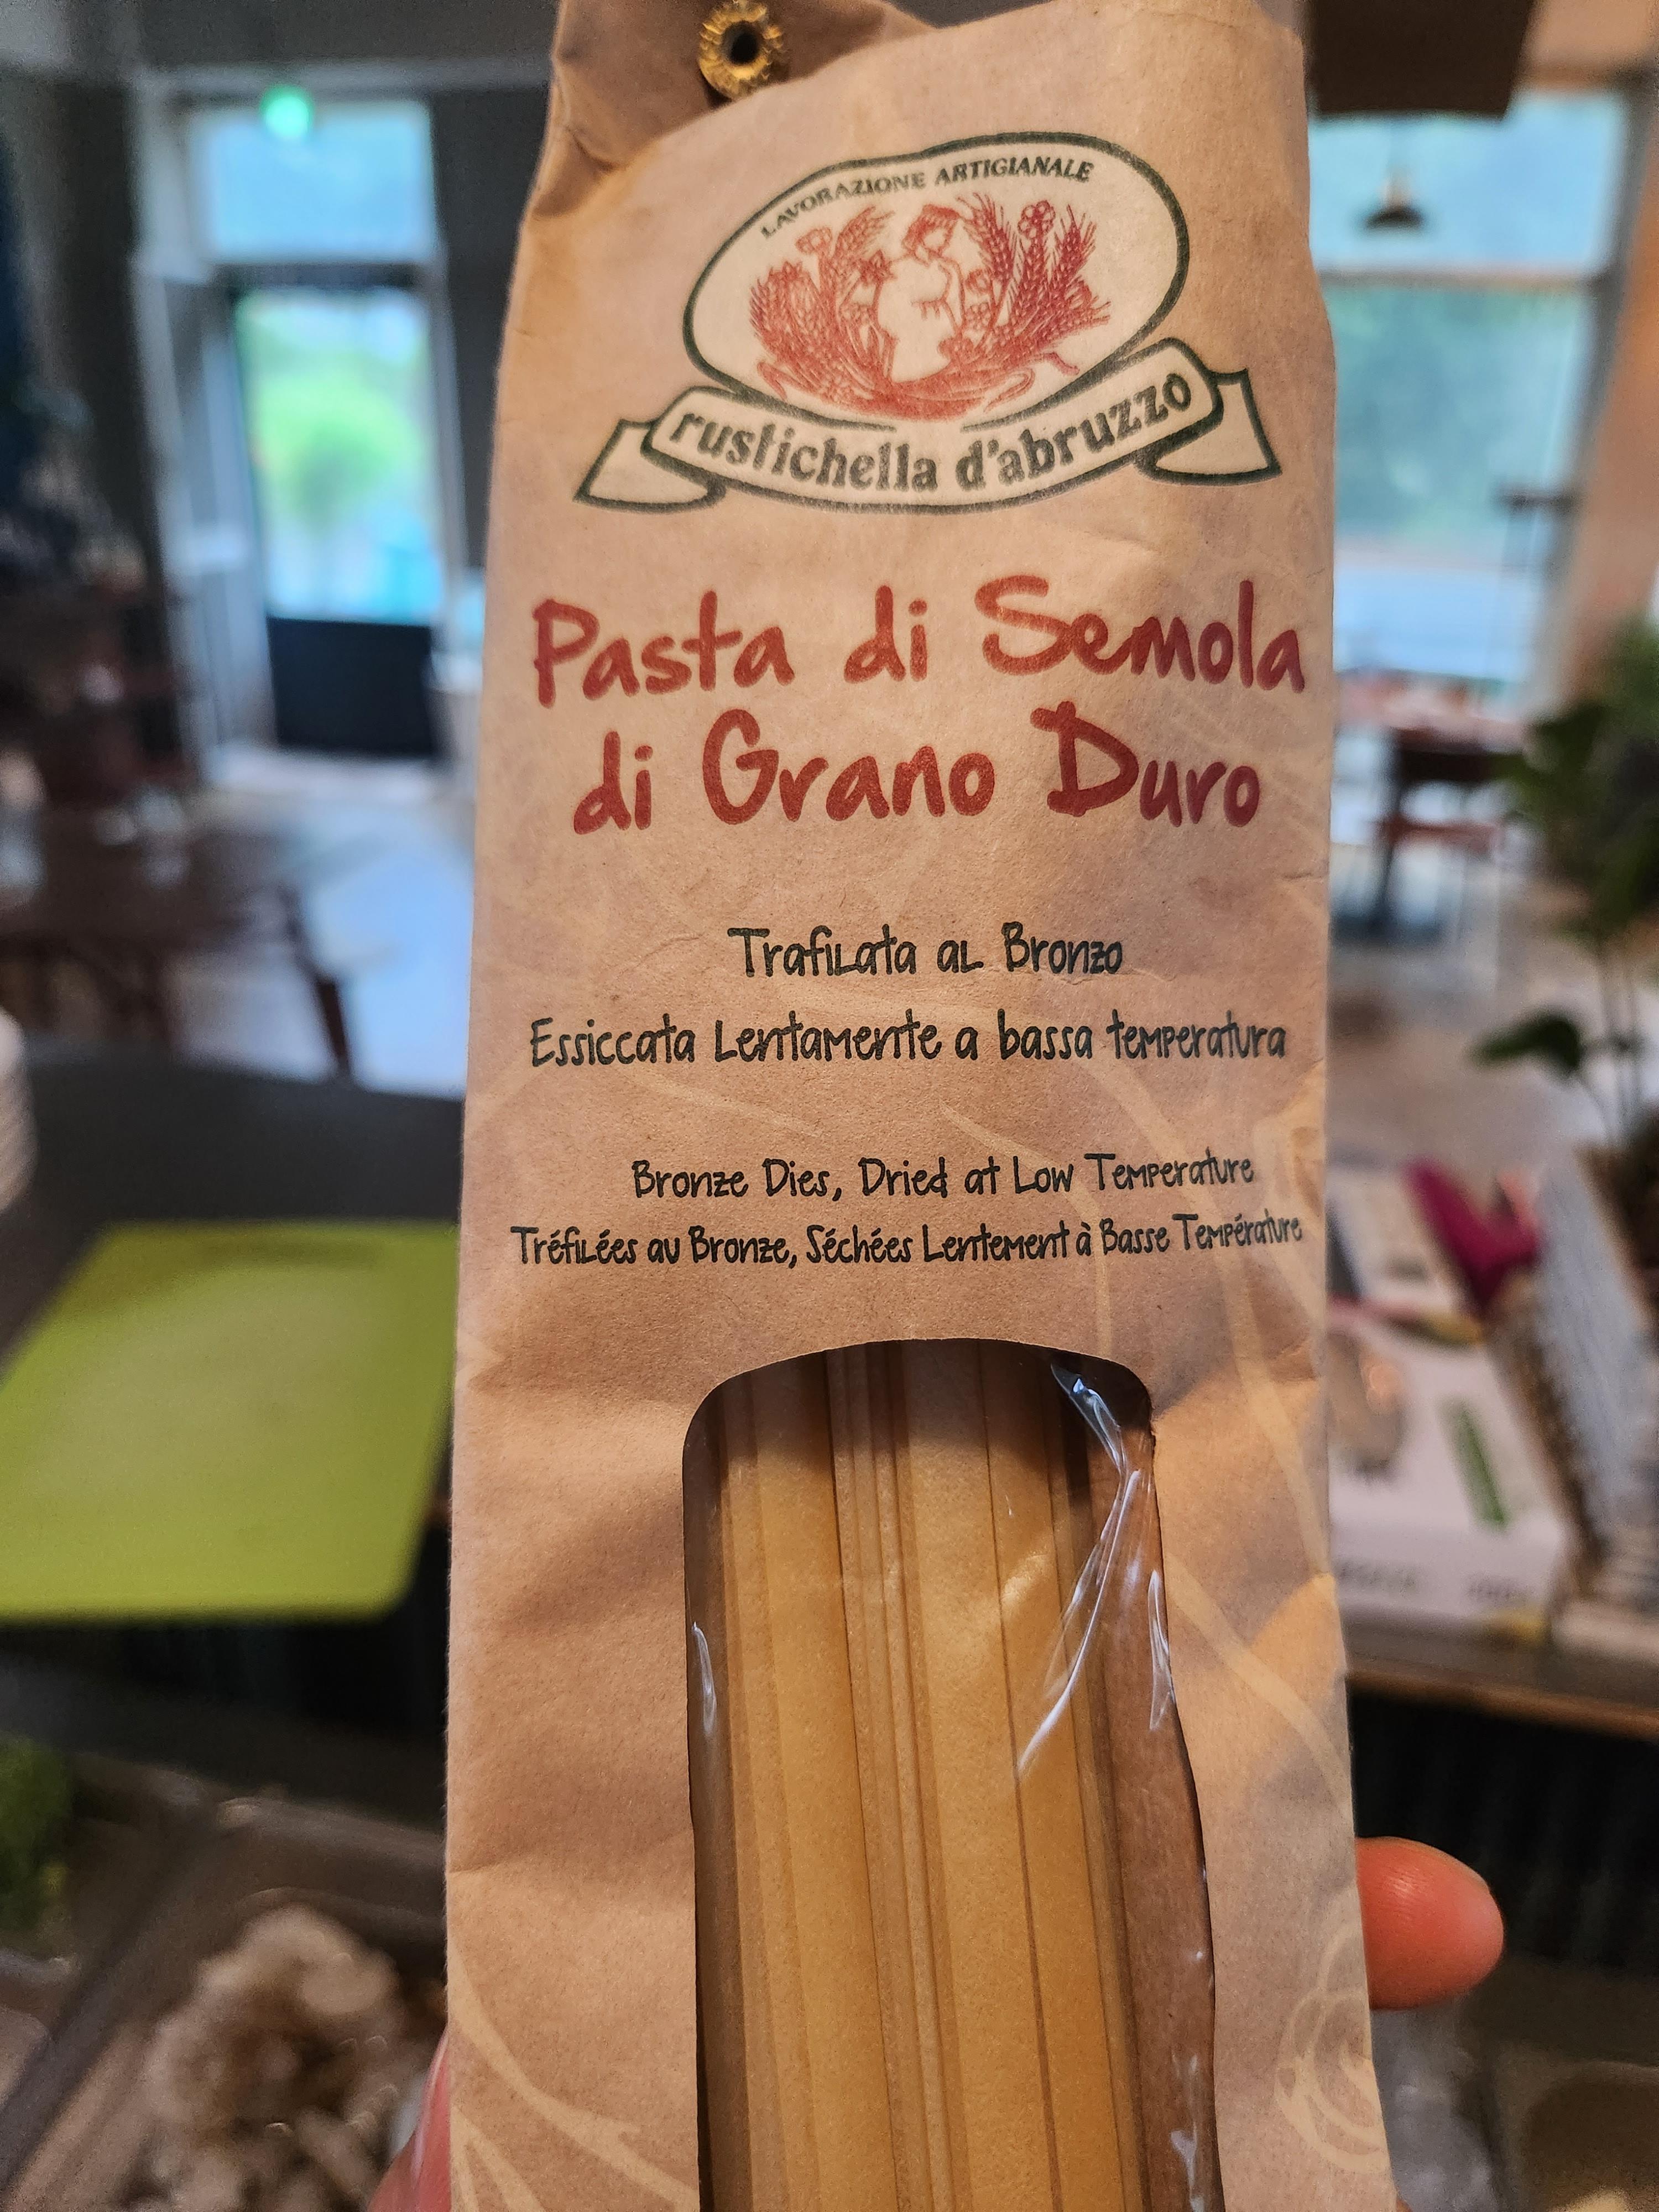 LAVORAZIONE ARTIGIANALE
rustichella d'abruzzo
Pasta di Semola
di Grano Duro
Trafilata al Bronzo
Essiccata Lentamente a bassa temperatura
Bronze Dies, Dried at Low Temperature
Tréfilées au Bronze, Séchées Lentement à Basse Température